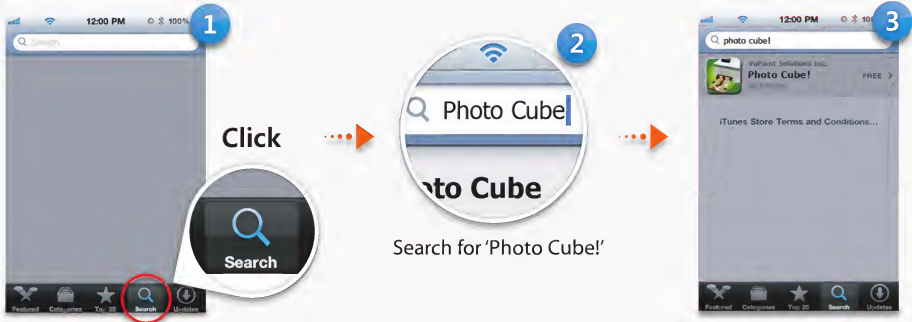 12:00 PM
100%
1
Search
Click
Search
Featured
Categories
Top 25
Search
Updates
2
Photo Cube
oto Cube
Search for 'Photo Cube!'
12:00 PM
3
photo cube!
VuPoint Solutions Inc.
Photo Cube!
FREE >
iTunes Store Terms and Conditions...
Featured
Categories
Top 25
Search
Updates